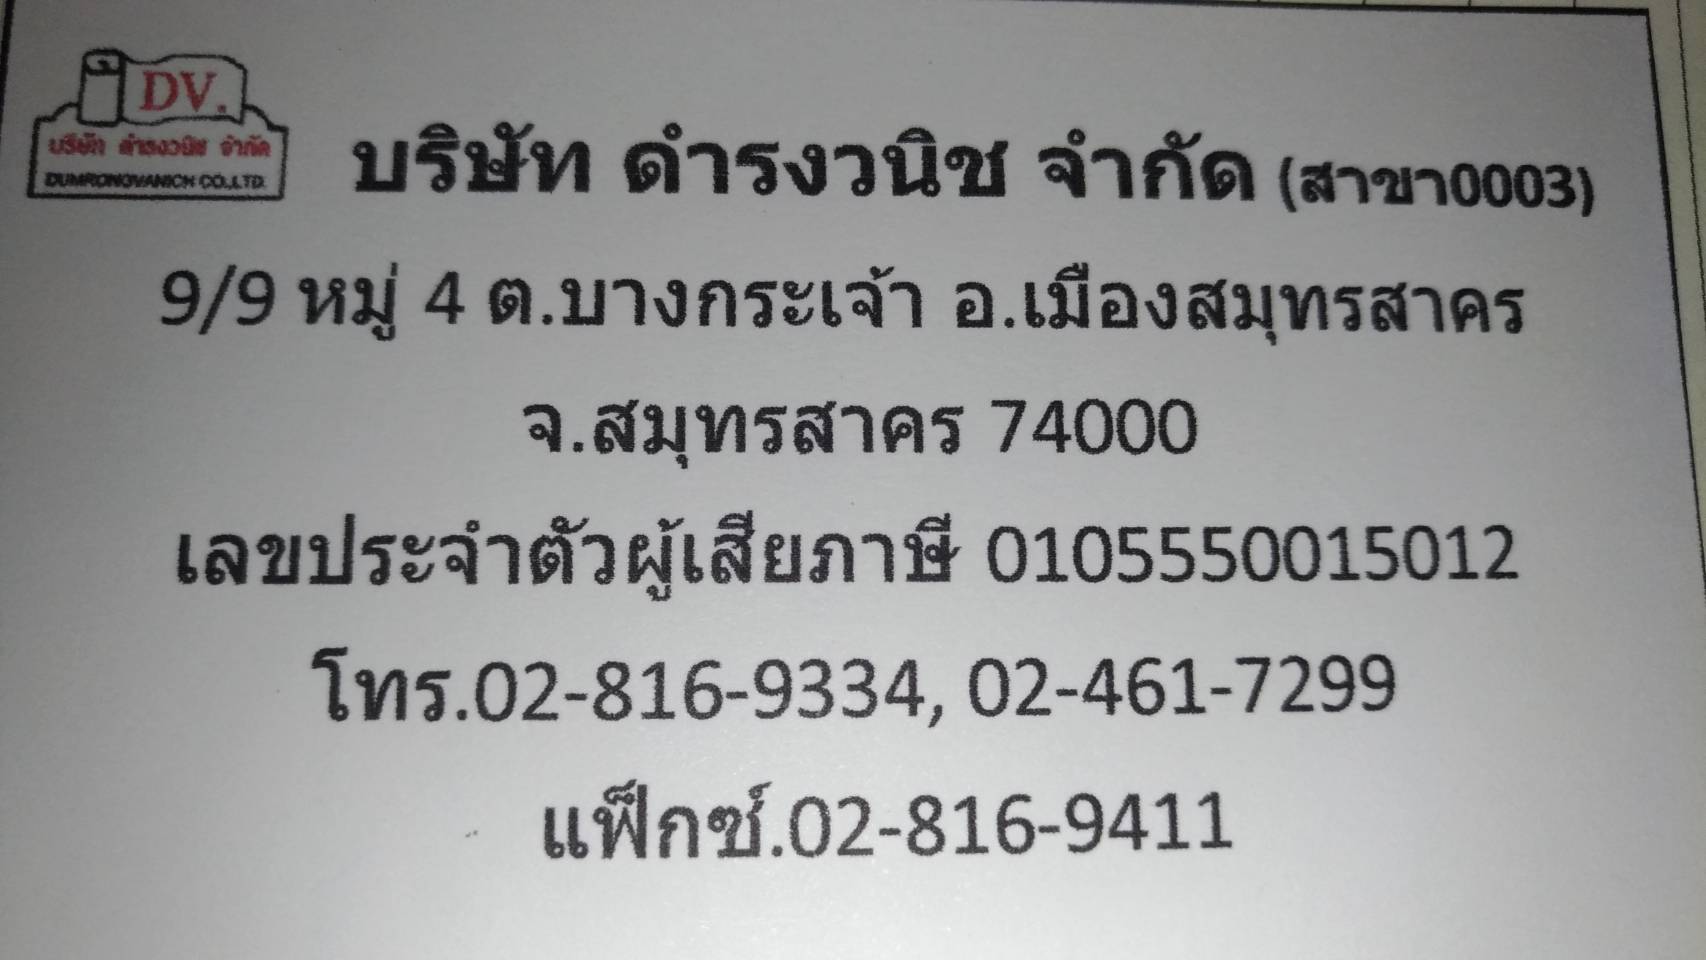 DV.
บริษัท ดำรงวนิช จำกัด
DUMRONGVANICH CO.,LTD.
บริษัท ดำรงวนิช จำกัด (สาขา0003)
9/9 หมู่ 4 ต.บางกระเจ้า อ.เมืองสมุทรสาคร
จ.สมุทรสาคร 74000
เลขประจำตัวผู้เสียภาษี 0105550015012
โทร.02-816-9334, 02-461-7299
แฟ็กซ์.02-816-9411